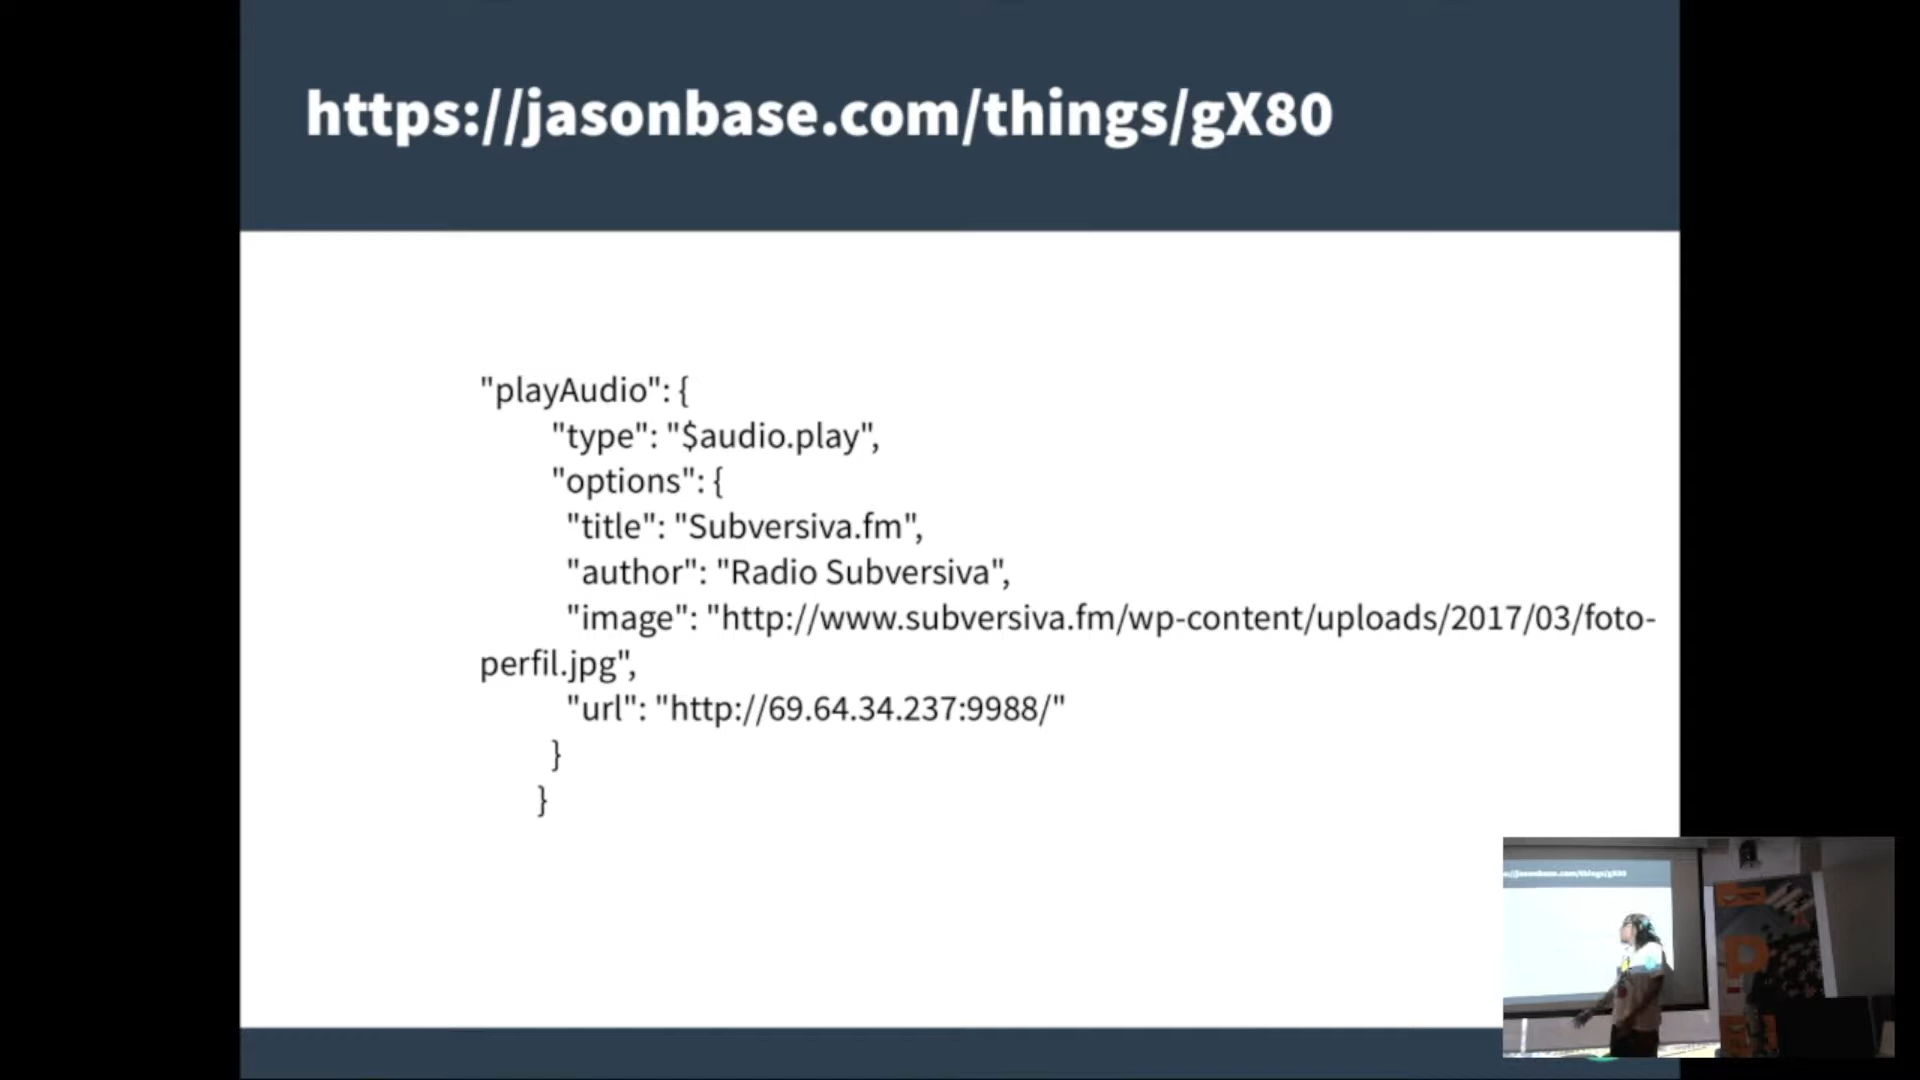 https://jasonbase.com/things/gX80
"playAudio": {
"type": "$audio.play",
"options": {
"title": "Subversiva.fm",
"author": "Radio Subversiva",
"image": "http://www.subversiva.fm/wp-content/uploads/2017/03/foto-
perfil.jpg",
"url": "http://69.64.34.237:9988/"
}
}